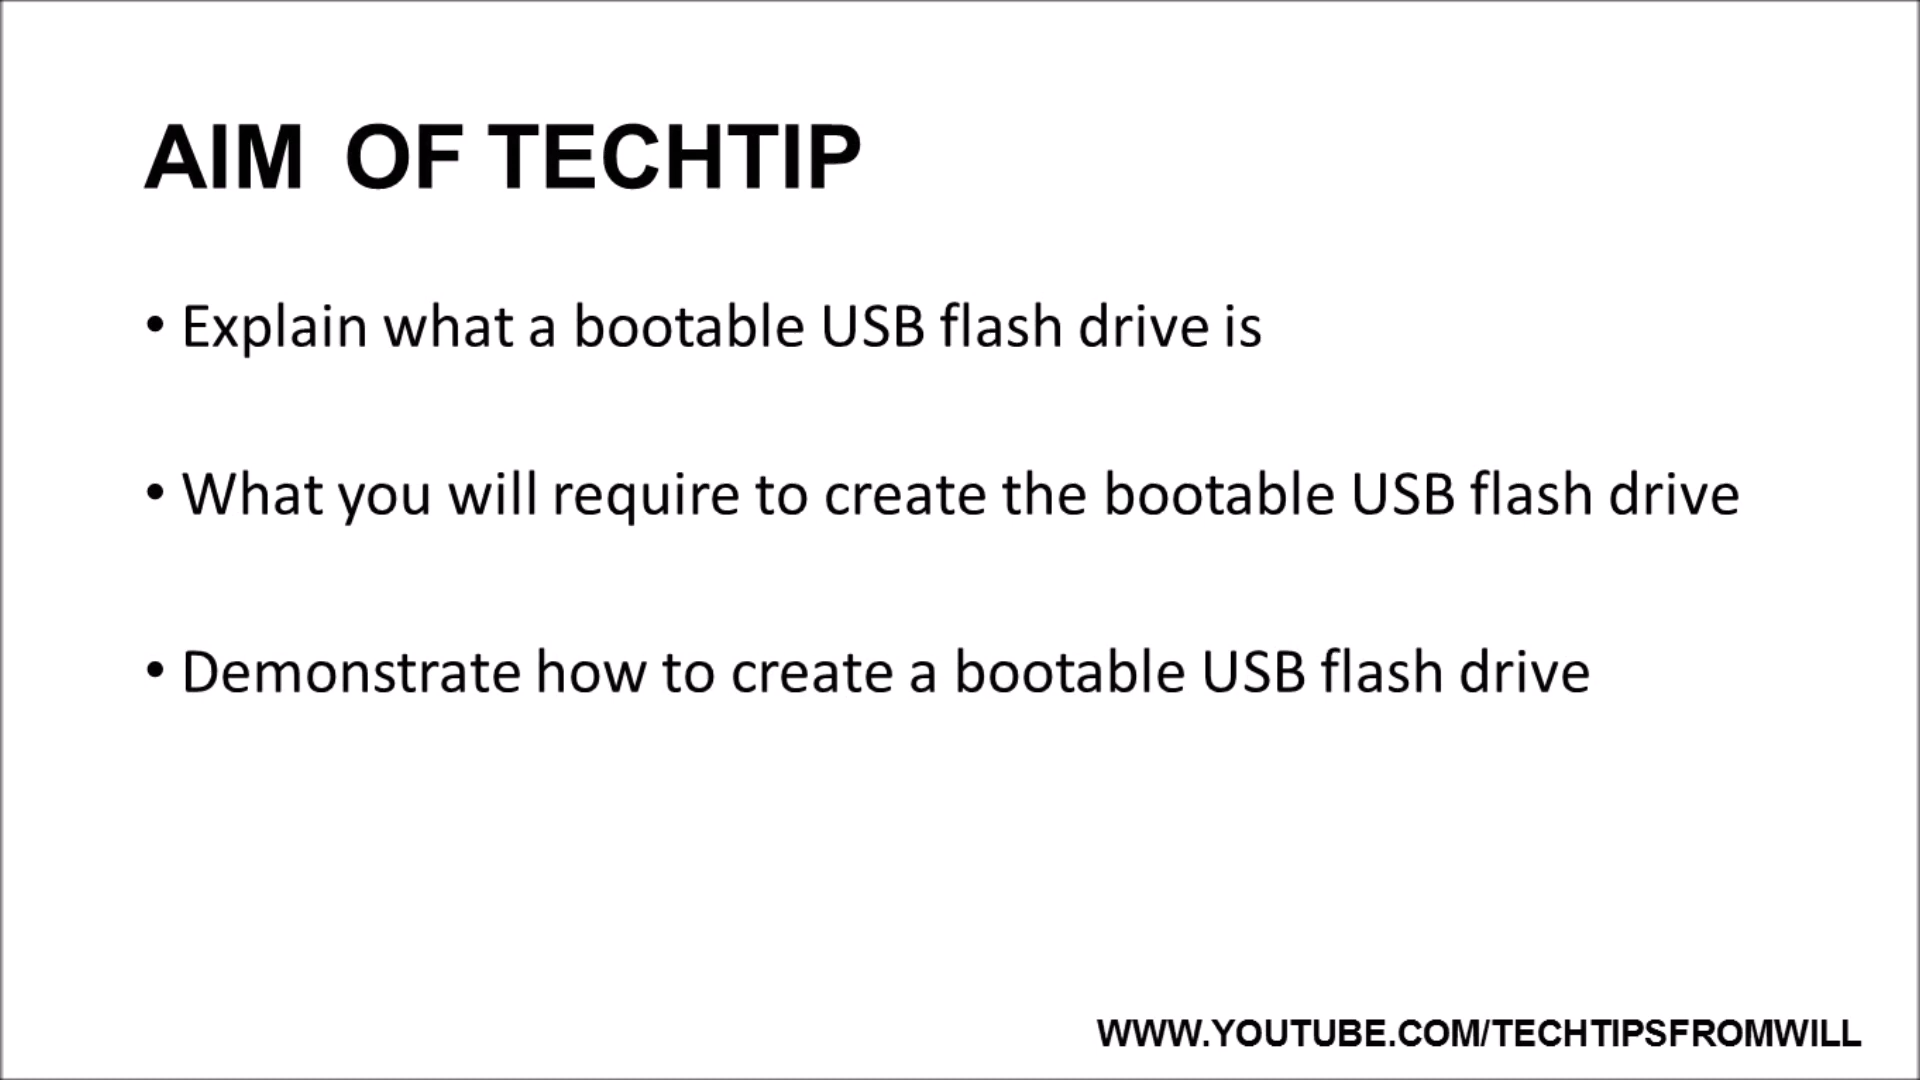 AIM OF TECHTIP
• Explain what a bootable USB flash drive is
• What you will require to create the bootable USB flash drive
• Demonstrate how to create a bootable USB flash drive
WWW.YOUTUBE.COM/TECHTIPSFROMWILL